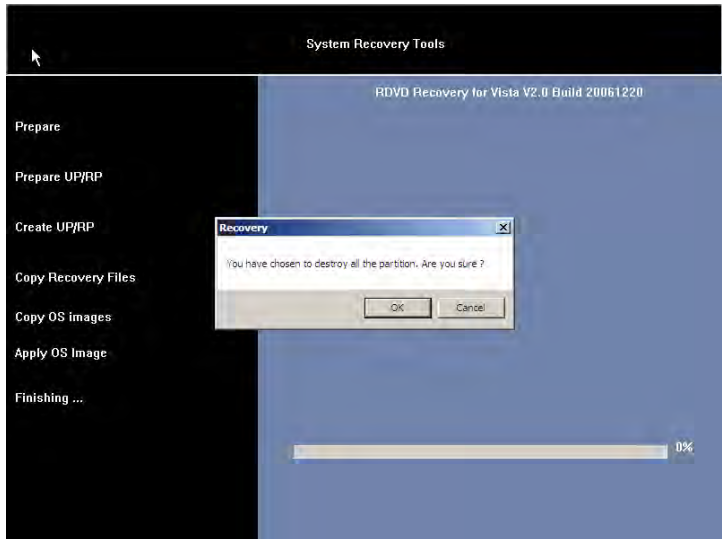 System Recovery Tools
RDVD Recovery for Vista V2.0 Build 20061220
Prepare
Prepare UP/RP
Create UP/RP
Recovery
You have chosen to destroy all the partition. Are you sure ?
OK
Cancel
Copy Recovery Files
Copy OS images
Apply OS Image
Finishing ...
0%